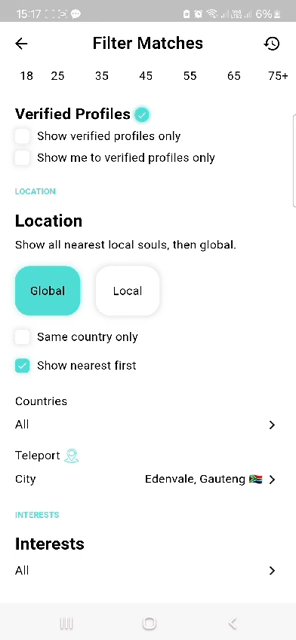 15:17 6%
Filter Matches
18 25 35 45 55 65 75+
Verified Profiles
Show verified profiles only
Show me to verified profiles only
LOCATION
Location
Show all nearest local souls, then global.
Global Local
Same country only
Show nearest first
Countries
All
Teleport
City Edenvale, Gauteng
INTERESTS
Interests
All